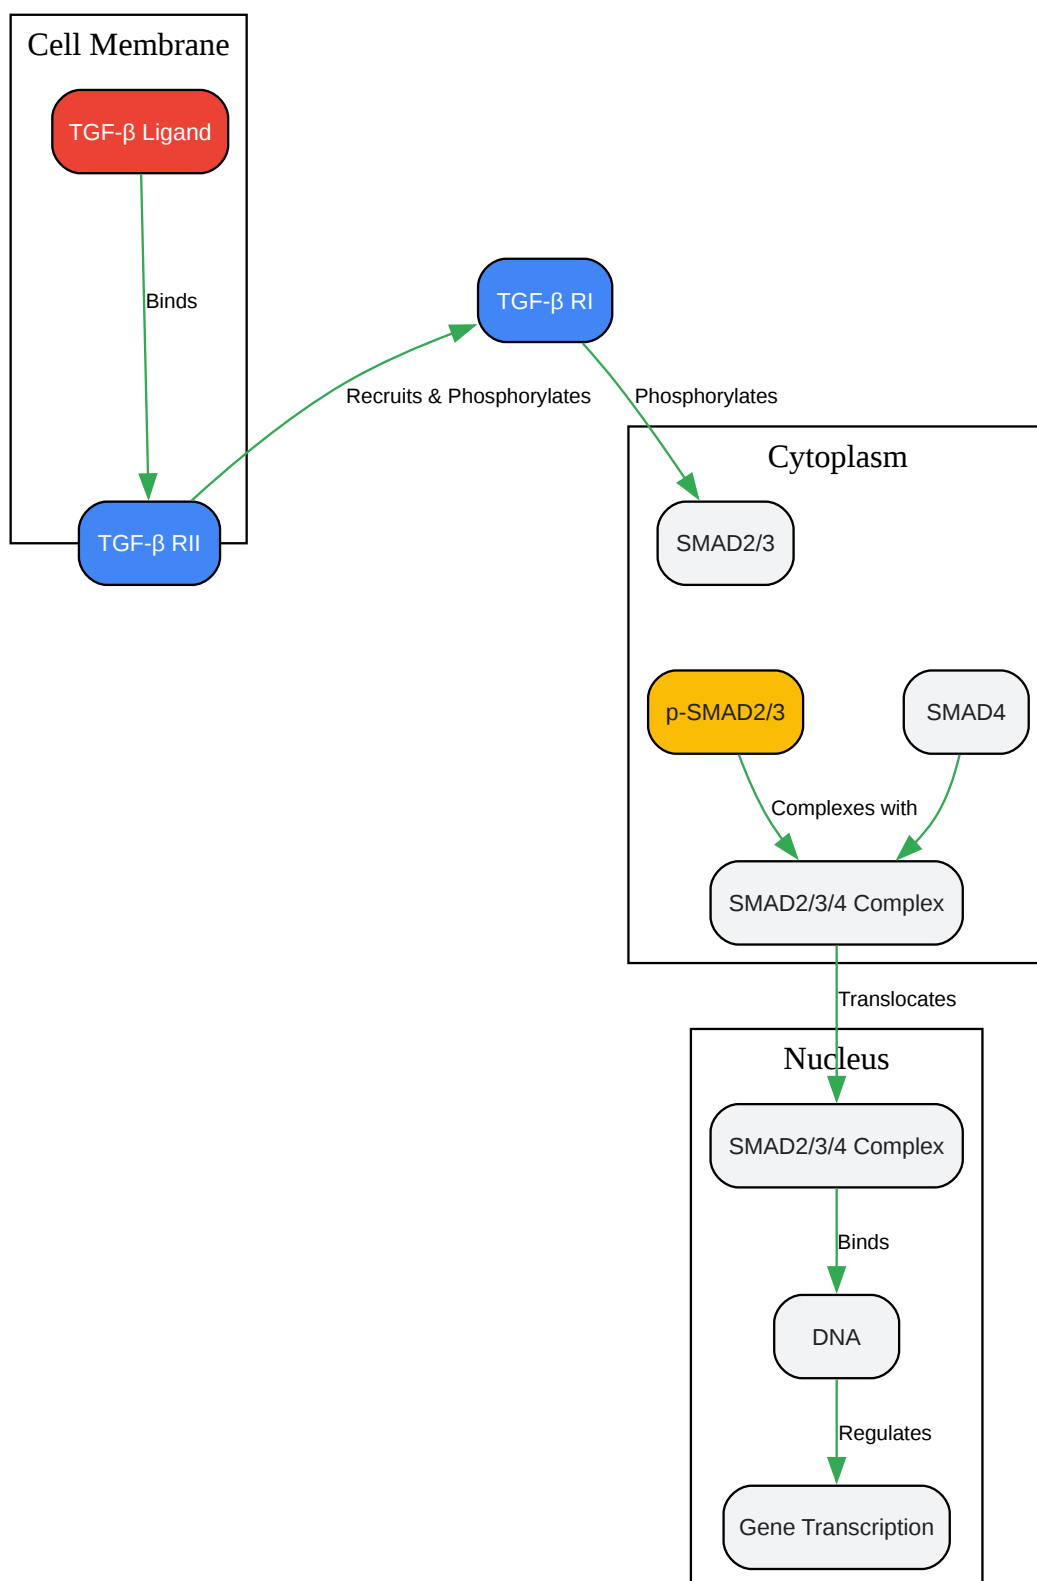 Cell Membrane
TGF-β Ligand
Binds
TGF-β RI
Recruits & Phosphorylates
Phosphorylates
TGF-β RII
Cytoplasm
SMAD2/3
p-SMAD2/3
SMAD4
Complexes with
SMAD2/3/4 Complex
Translocates
Nucleus
SMAD2/3/4 Complex
Binds
DNA
Regulates
Gene Transcription